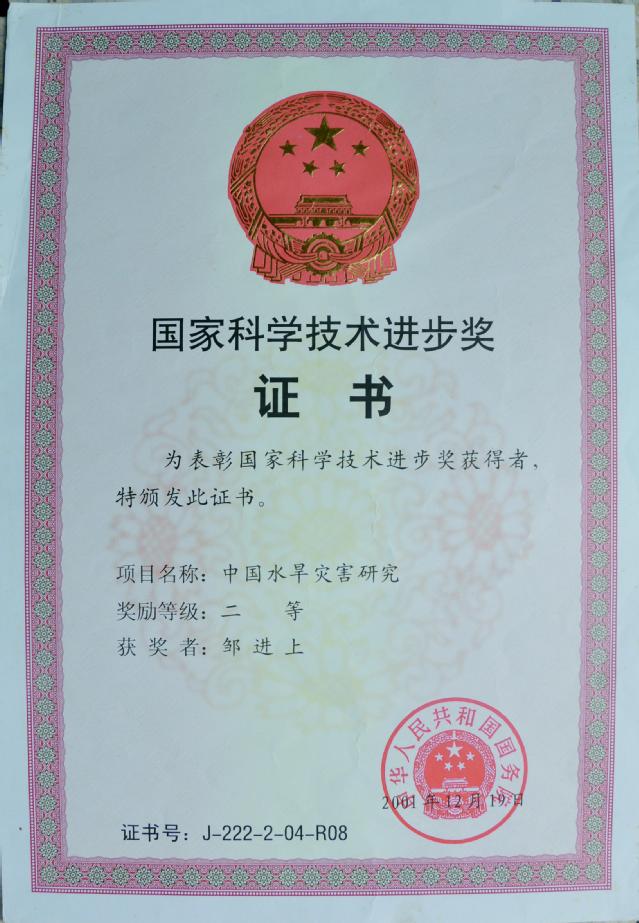 国家科学技术进步奖
证 书
为表彰国家科学技术进步奖获得者，
特颁发此证书。
项目名称：中国水旱灾害研究
奖励等级：二 等
获 奖 者：邹 进 上
中华人民共和国国务院
2001年12月19日
证书号：J-222-2-04-R08